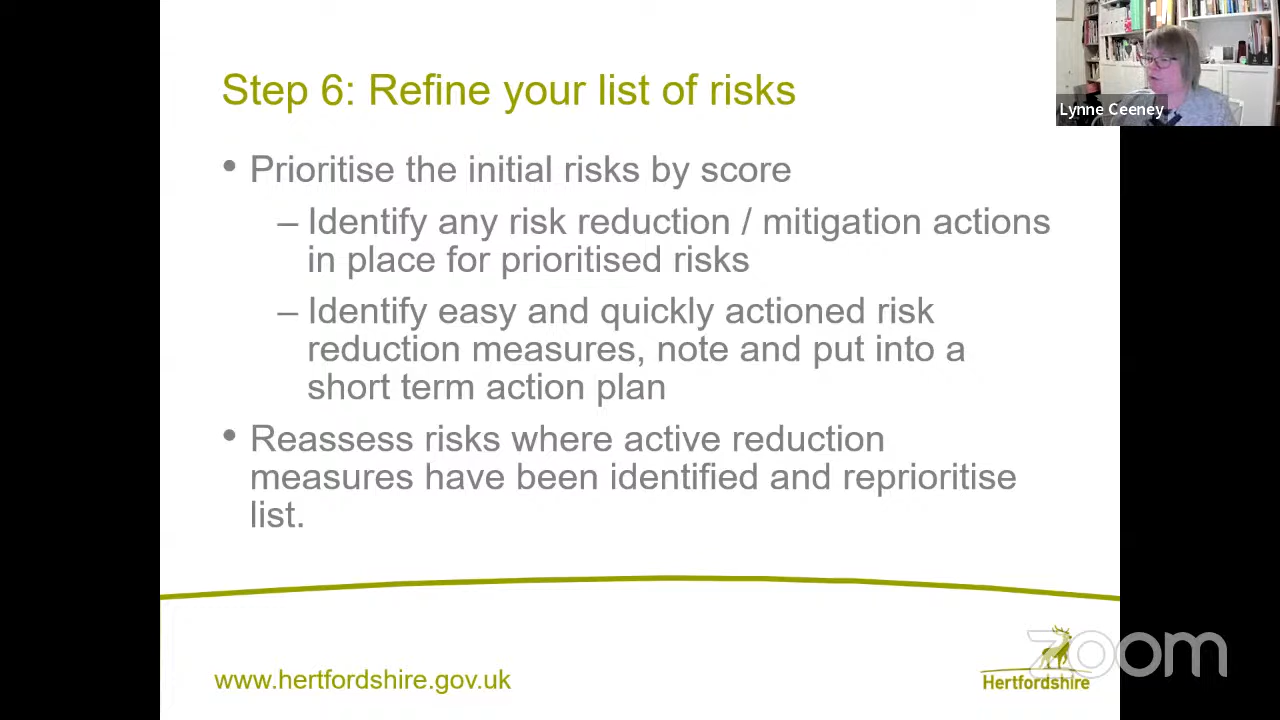 Step 6: Refine your list of risks
Lynne Ceeney
• Prioritise the initial risks by score
– Identify any risk reduction / mitigation actions
in place for prioritised risks
– Identify easy and quickly actioned risk
reduction measures, note and put into a
short term action plan
• Reassess risks where active reduction
measures have been identified and reprioritise
list.
www.hertfordshire.gov.uk
zoom
Hertfordshire